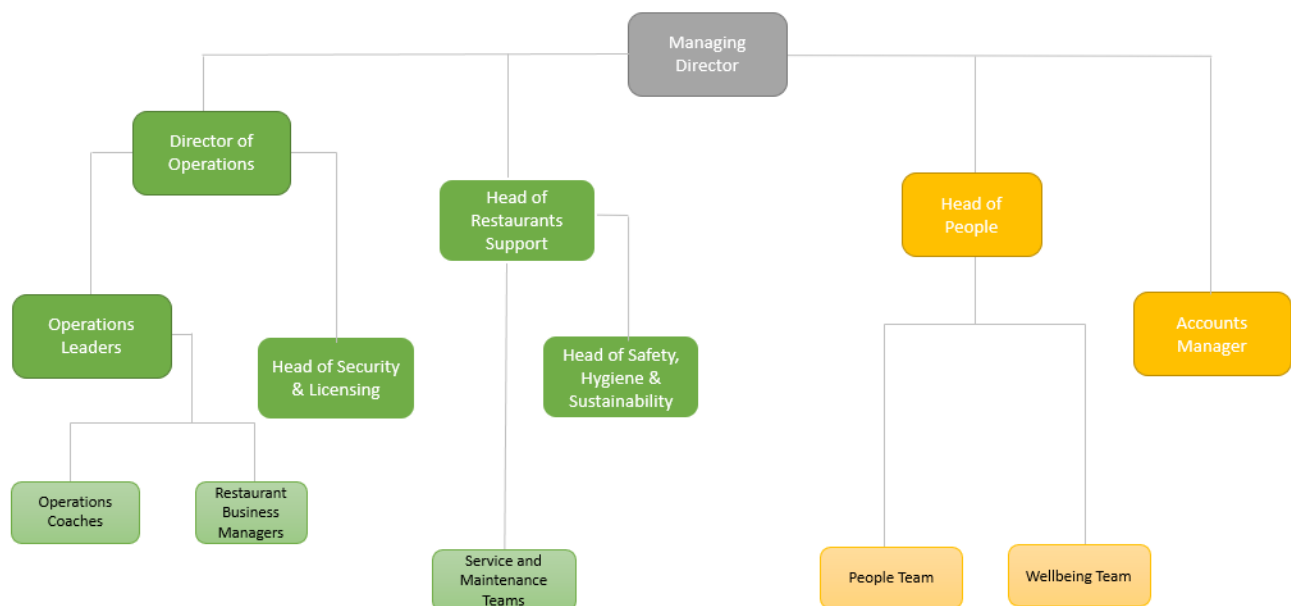 Managing
Director
Director of
Operations
Head of
Restaurants
Support
Head of
People
Operations
Leaders
Head of Security
& Licensing
Head of Safety,
Hygiene &
Sustainability
Accounts
Manager
Operations
Coaches
Restaurant
Business
Managers
Service and
Maintenance
Teams
People Team
Wellbeing Team